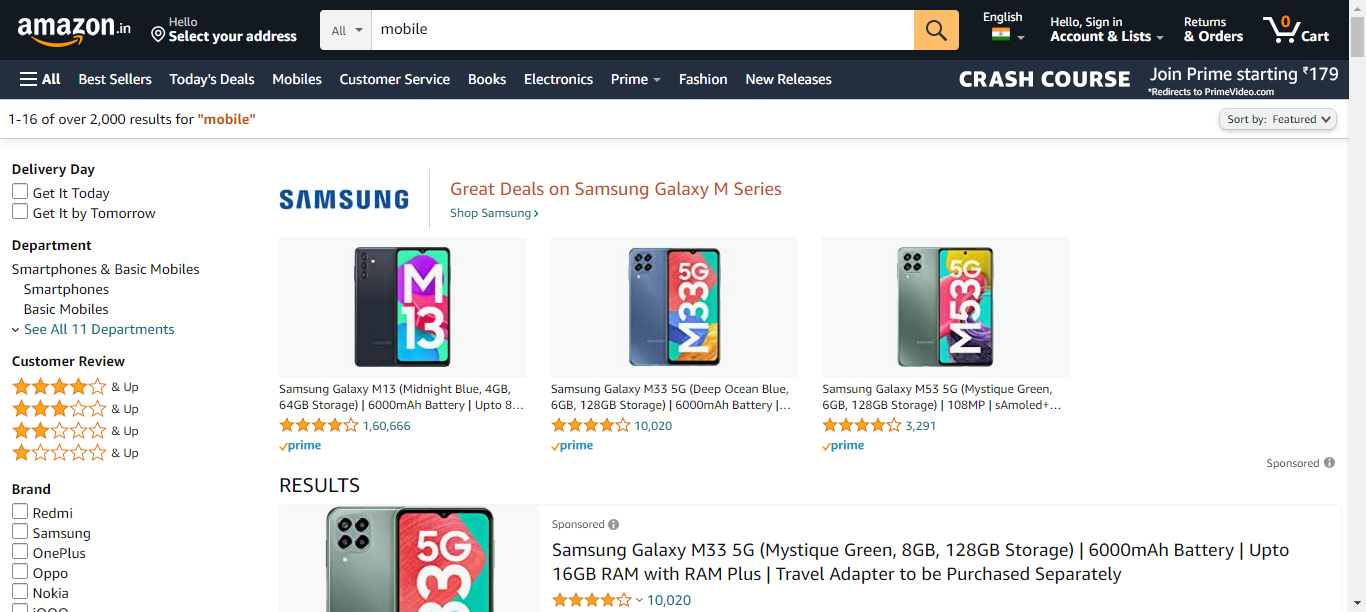 amazon.in
Hello
Select your address
All
mobile
English
Hello, Sign in
Account & Lists
Returns
& Orders
0
Cart
All
Best Sellers
Today's Deals
Mobiles
Customer Service
Books
Electronics
Prime
Fashion
New Releases
CRASH COURSE
Join Prime starting ₹179
*Redirects to PrimeVideo.com
1-16 of over 2,000 results for "mobile"
Sort by: Featured
Delivery Day
Get It Today
Get It by Tomorrow
Department
Smartphones & Basic Mobiles
Smartphones
Basic Mobiles
See All 11 Departments
Customer Review
& Up
& Up
& Up
& Up
Brand
Redmi
Samsung
OnePlus
Oppo
Nokia
iQOO
SAMSUNG
Great Deals on Samsung Galaxy M Series
Shop Samsung
M
13
Samsung Galaxy M13 (Midnight Blue, 4GB,
64GB Storage) | 6000mAh Battery | Upto 8…
1,60,666
prime
5G
M33
Samsung Galaxy M33 5G (Deep Ocean Blue,
6GB, 128GB Storage) | 6000mAh Battery |…
10,020
prime
5G
M53
Samsung Galaxy M53 5G (Mystique Green,
6GB, 128GB Storage) | 108MP | sAmoled+…
3,291
prime
Sponsored
RESULTS
5G
33
Sponsored
Samsung Galaxy M33 5G (Mystique Green, 8GB, 128GB Storage) | 6000mAh Battery | Upto
16GB RAM with RAM Plus | Travel Adapter to be Purchased Separately
10,020